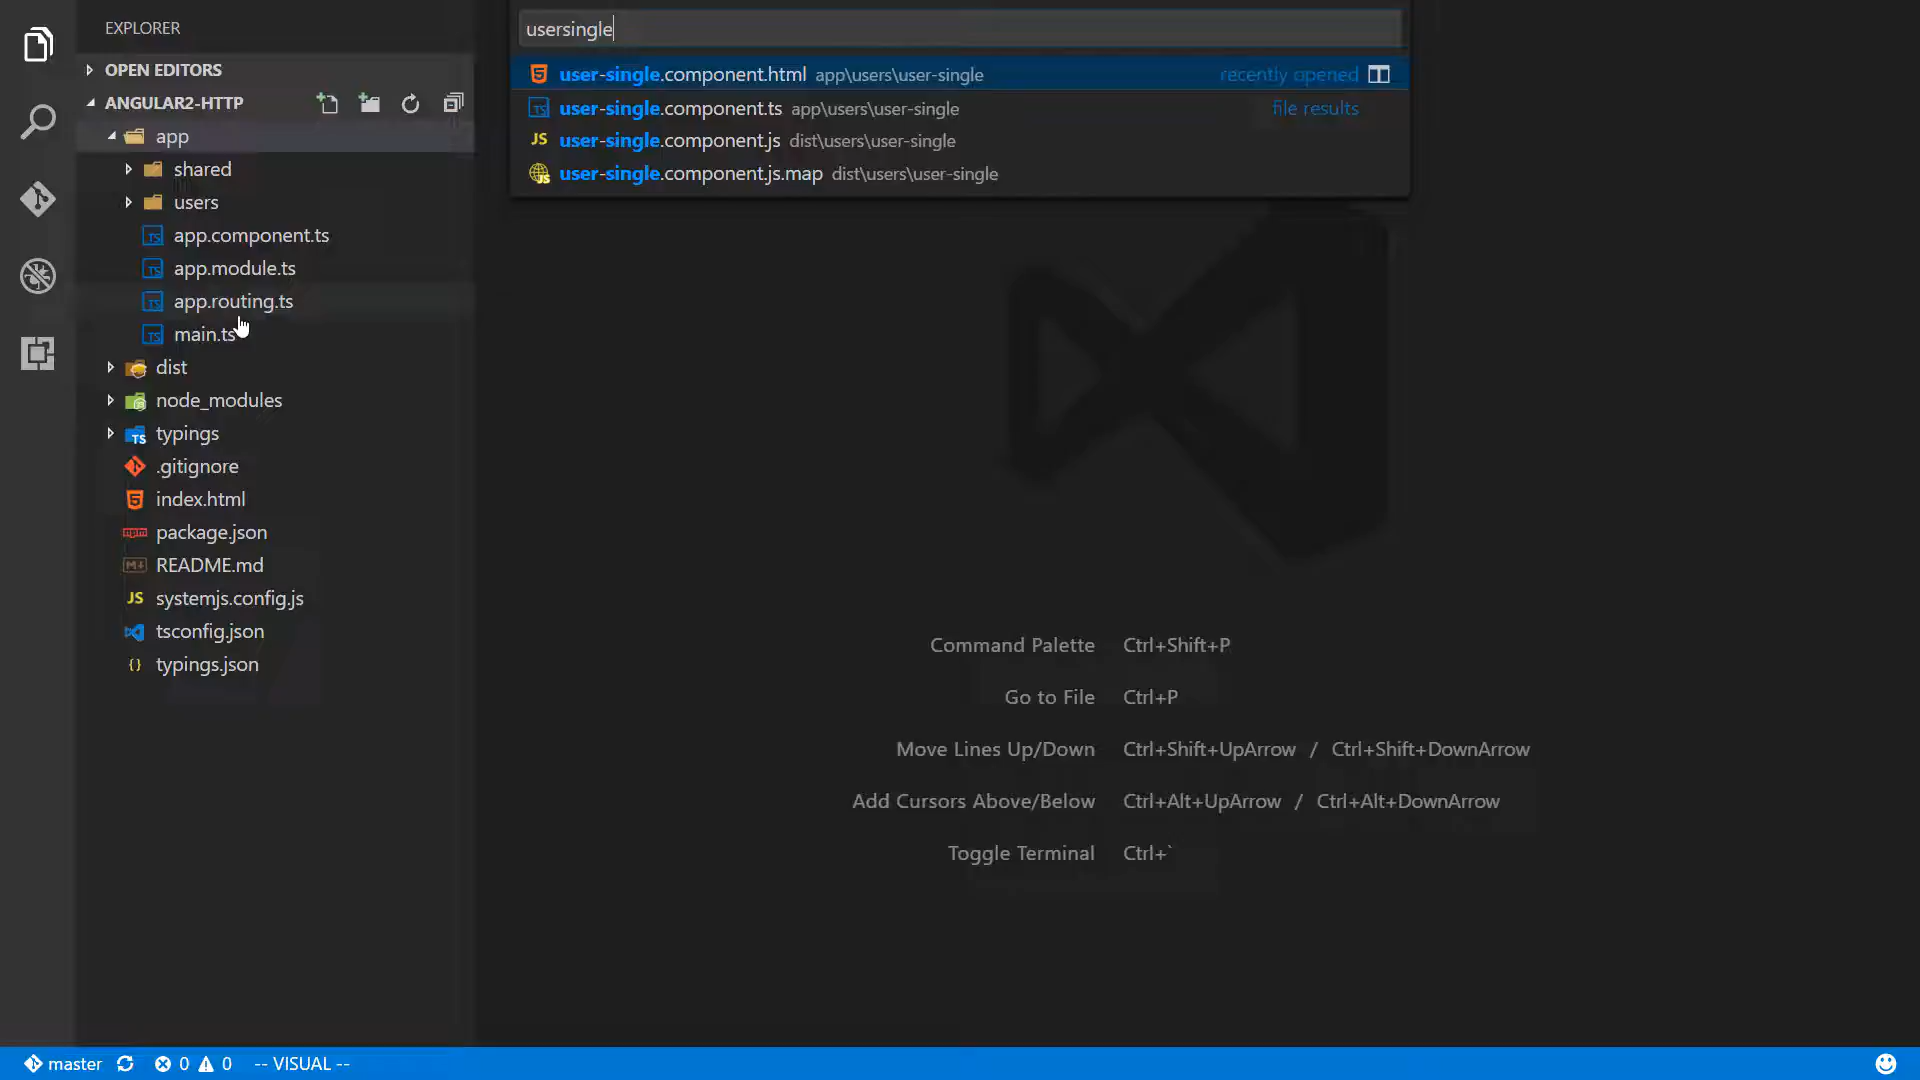 EXPLORER
OPEN EDITORS
ANGULAR2-HTTP
app
shared
users
app.component.ts
app.module.ts
app.routing.ts
main.ts
dist
node_modules
typings
.gitignore
index.html
package.json
README.md
systemjs.config.js
tsconfig.json
typings.json
usersingle
user-single.component.html app\users\user-single recently opened
user-single.component.ts app\users\user-single file results
user-single.component.js dist\users\user-single
user-single.component.js.map dist\users\user-single
Command Palette Ctrl+Shift+P
Go to File Ctrl+P
Move Lines Up/Down Ctrl+Shift+UpArrow / Ctrl+Shift+DownArrow
Add Cursors Above/Below Ctrl+Alt+UpArrow / Ctrl+Alt+DownArrow
Toggle Terminal Ctrl+`
master 0 0 -- VISUAL --